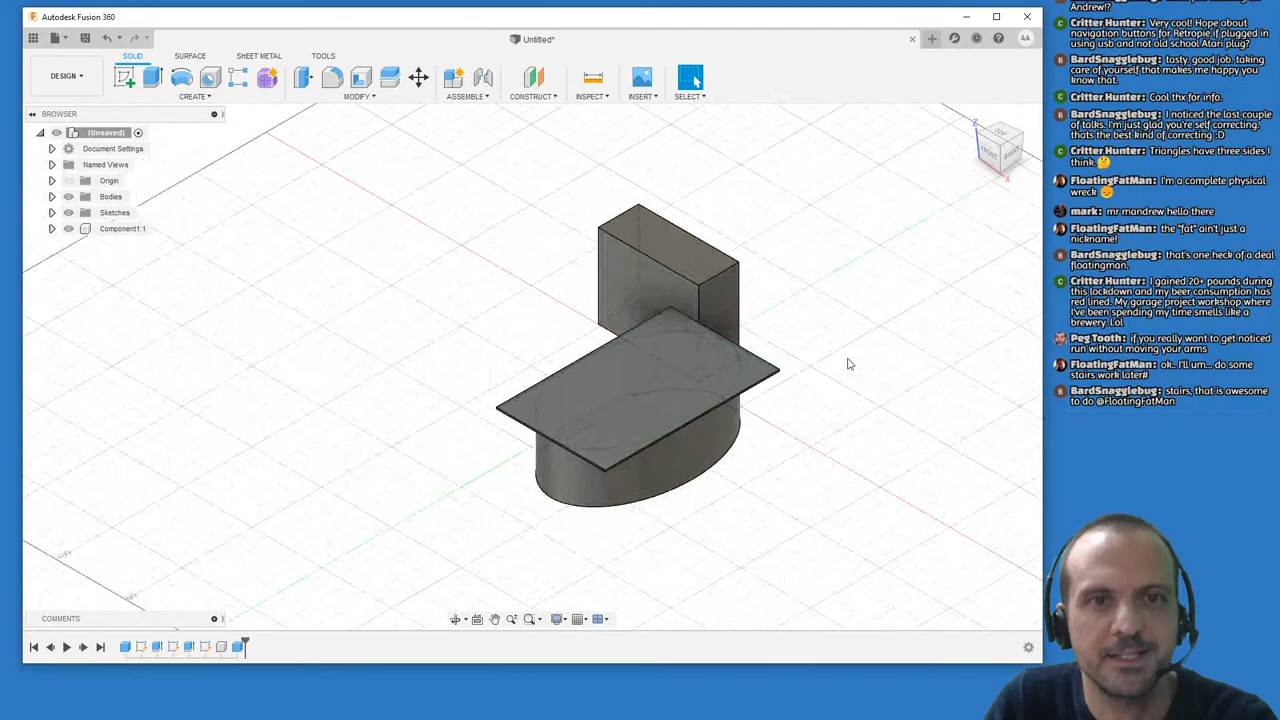 Autodesk Fusion 360
Untitled*
AA
SOLID
SURFACE
SHEET METAL
TOOLS
DESIGN
CREATE
MODIFY
ASSEMBLE
CONSTRUCT
INSPECT
INSERT
SELECT
BROWSER
(Unsaved)
Document Settings
Named Views
Origin
Bodies
Sketches
Component1:1
Z
TOP
FRONT
RIGHT
X
COMMENTS
Andrew!?
Critter Hunter: Very cool! Hope about
navigation buttons for Retropie if plugged in
using usb and not old school Atari plug?
BardSnagglebug: tasty, good job. taking
care of yourself that makes me happy you
know that.
Critter Hunter: Cool thx for info.
BardSnagglebug: I noticed the last couple
of talks. I'm just glad you're self correcting,
thats the best kind of correcting :D
Critter Hunter: Triangles have three sides I
think.🤔
FloatingFatMan: I'm a complete physical
wreck 😞
mark: mr mandrew hello there
FloatingFatMan: the "fat" ain't just a
nickname!
BardSnagglebug: that's one heck of a deal
floatingman.
Critter Hunter: I gained 20+ pounds during
this lockdown and my beer consumption has
red lined. My garage project workshop where
I've been spending my time smells like a
brewery. lol
Peg Tooth: if you really want to get noticed
run without moving your arms
FloatingFatMan: ok.. I'll um... do some
stairs work later#
BardSnagglebug: stairs, that is awesome
to do @FloatingFatMan